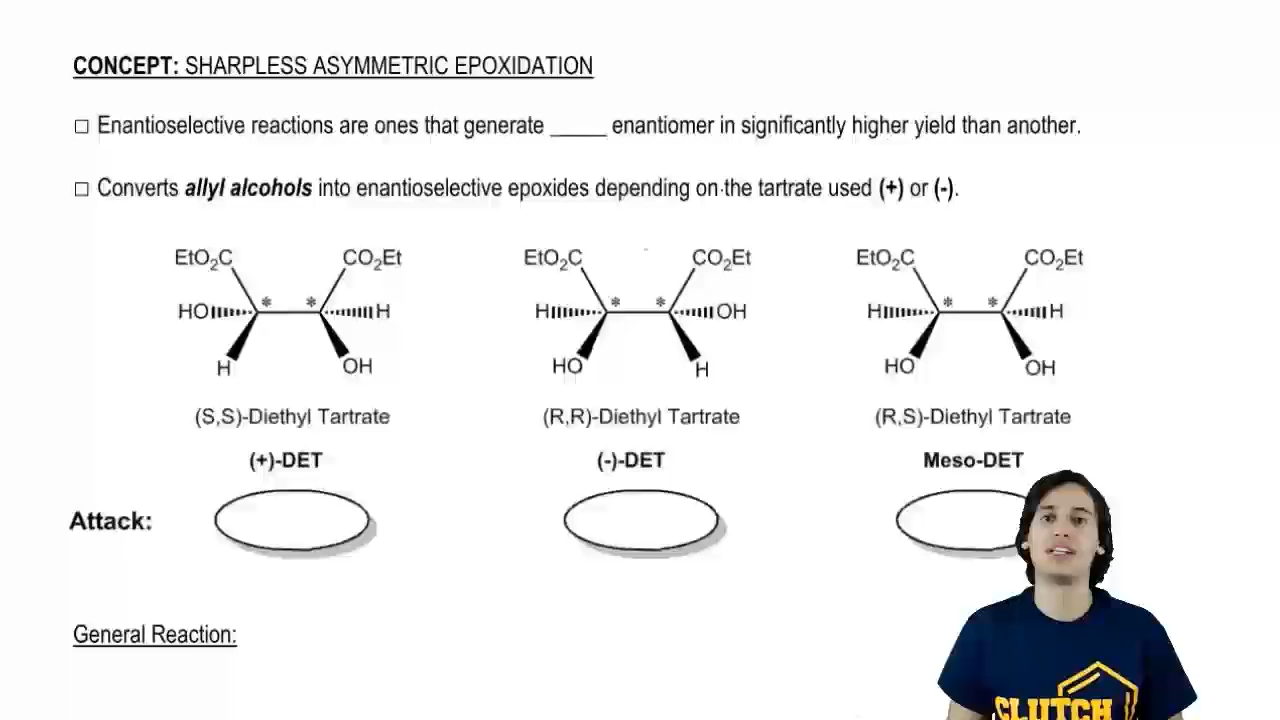 CONCEPT: SHARPLESS ASYMMETRIC EPOXIDATION
□ Enantioselective reactions are ones that generate _____ enantiomer in significantly higher yield than another.
□ Converts allyl alcohols into enantioselective epoxides depending on the tartrate used (+) or (-).
EtO₂C CO₂Et EtO₂C CO₂Et EtO₂C CO₂Et
* * * * * *
HO H H OH H H
H OH HO H HO OH
(S,S)-Diethyl Tartrate (R,R)-Diethyl Tartrate (R,S)-Diethyl Tartrate
(+)-DET (-)-DET Meso-DET
Attack:
General Reaction:
CLUTCH